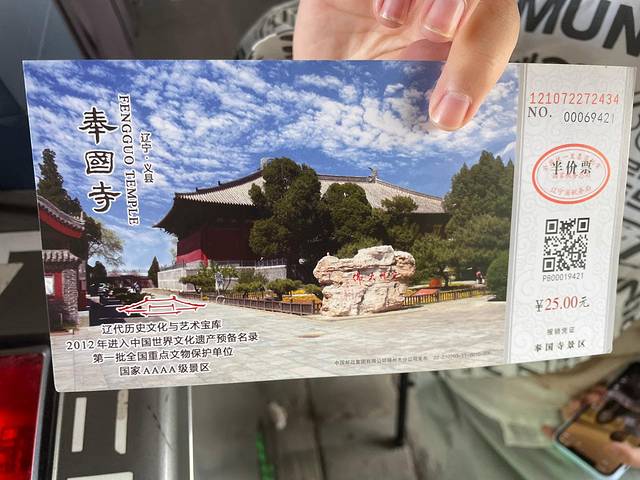 MUN
奉國寺
FENGGUO TEMPLE
辽宁·义县
辽代历史文化与艺术宝库
2012年进入中国世界文化遗产预备名录
第一批全国重点文物保护单位
国家AAAA级景区
121072272434
NO. 00069421
半价票
PB00019421
¥25.00元
报销凭证
奉国寺景区